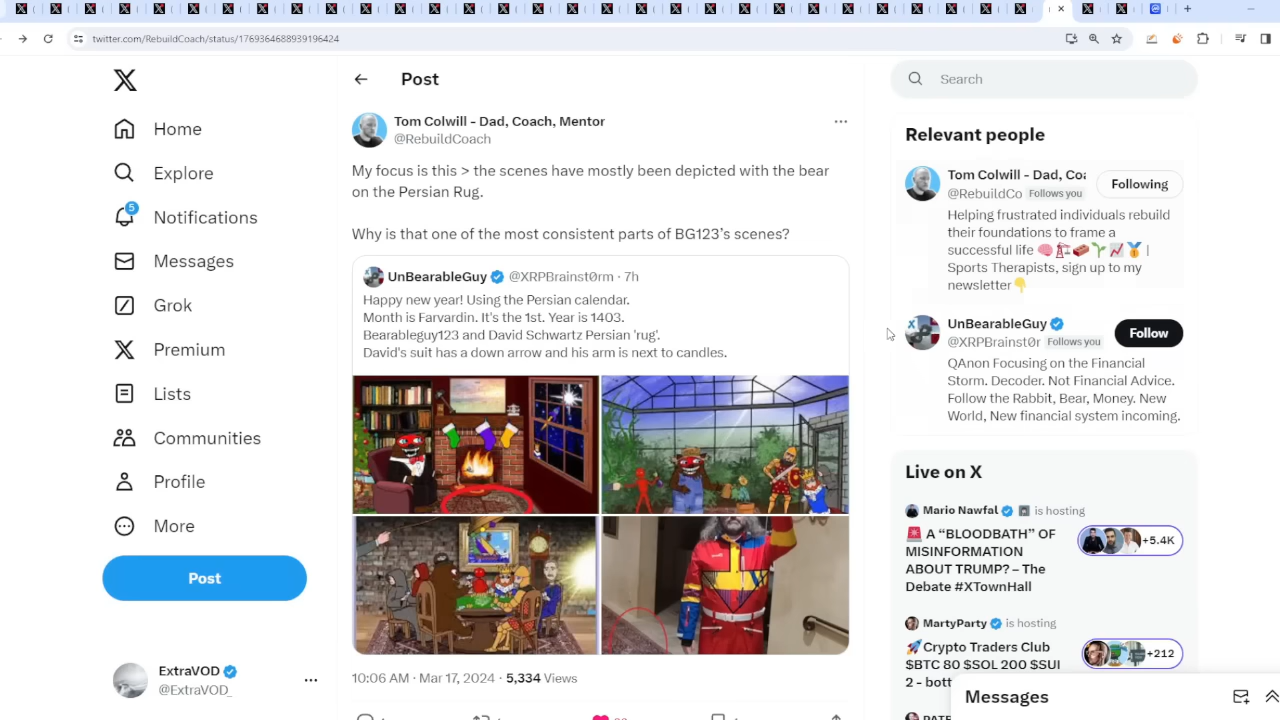 twitter.com/RebuildCoach/status/1769364688939196424
Home
Explore
5
Notifications
Messages
Grok
Premium
Lists
Communities
Profile
More
Post
ExtraVOD
@ExtraVOD_
Post
Tom Colwill - Dad, Coach, Mentor
@RebuildCoach
My focus is this > the scenes have mostly been depicted with the bear
on the Persian Rug.
Why is that one of the most consistent parts of BG123’s scenes?
UnBearableGuy @XRPBrainstØrm · 7h
Happy new year! Using the Persian calendar.
Month is Farvardin. It's the 1st. Year is 1403.
Bearableguy123 and David Schwartz Persian 'rug'.
David's suit has a down arrow and his arm is next to candles.
10:06 AM · Mar 17, 2024 · 5,334 Views
Search
Relevant people
Tom Colwill - Dad, Coa
@RebuildCo Follows you
Following
Helping frustrated individuals rebuild
their foundations to frame a
successful life 🧠🏗️🧱🌱📈🏅 |
Sports Therapists, sign up to my
newsletter👇
UnBearableGuy
@XRPBrainstØr Follows you
Follow
QAnon Focusing on the Financial
Storm. Decoder. Not Financial Advice.
Follow the Rabbit, Bear, Money. New
World, New financial system incoming.
Live on X
Mario Nawfal is hosting
🚨 A “BLOODBATH” OF
MISINFORMATION
ABOUT TRUMP? – The
Debate #XTownHall
+5.4K
MartyParty is hosting
🚀Crypto Traders Club
$BTC 80 $SOL 200 $SUI
2 - bott
+212
Messages